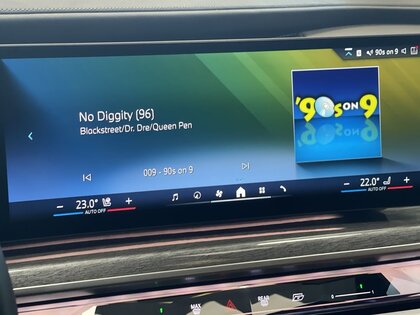 90s on 9
No Diggity (96)
Blackstreet/Dr. Dre/Queen Pen
'90s ON 9
009 - 90s on 9
− 23.0° +
AUTO OFF
− 22.0° +
AUTO OFF
MAX
REAR